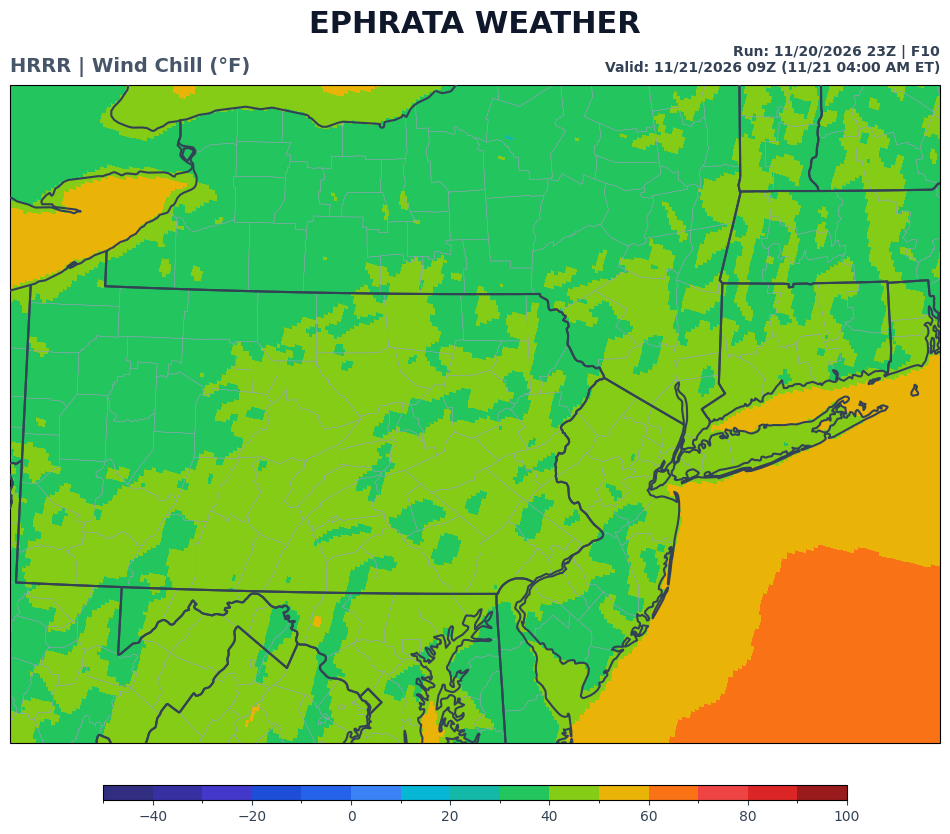 EPHRATA WEATHER
HRRR | Wind Chill (°F)
Run: 11/20/2026 23Z | F10
Valid: 11/21/2026 09Z (11/21 04:00 AM ET)
−40 −20 0 20 40 60 80 100